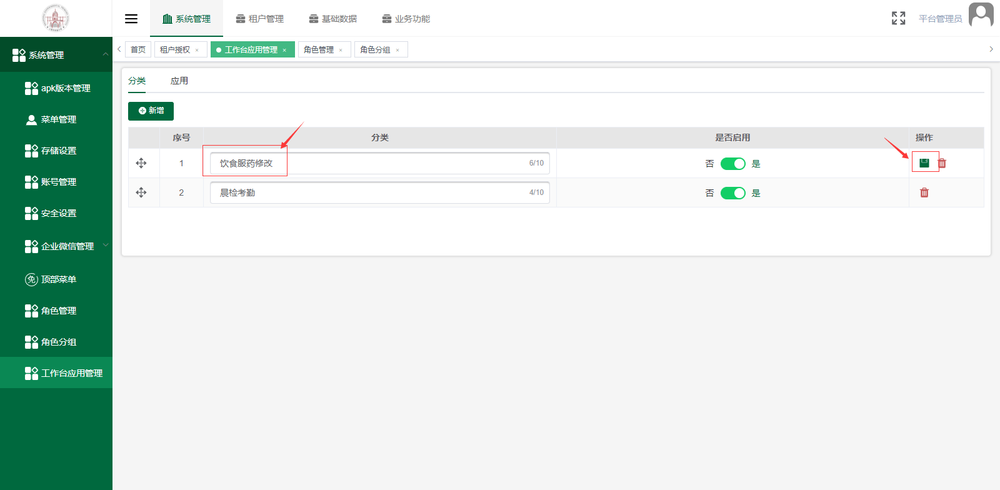 系统管理
租户管理
基础数据
业务功能
平台管理员
首页
租户授权 ×
工作台应用管理 ×
角色管理 ×
角色分组 ×
系统管理
apk版本管理
菜单管理
存储设置
账号管理
安全设置
企业微信管理
免 顶部菜单
角色管理
角色分组
工作台应用管理
分类
应用
新增
序号 分类 是否启用 操作
1 饮食服药修改 6/10 否 是
2 晨检考勤 4/10 否 是